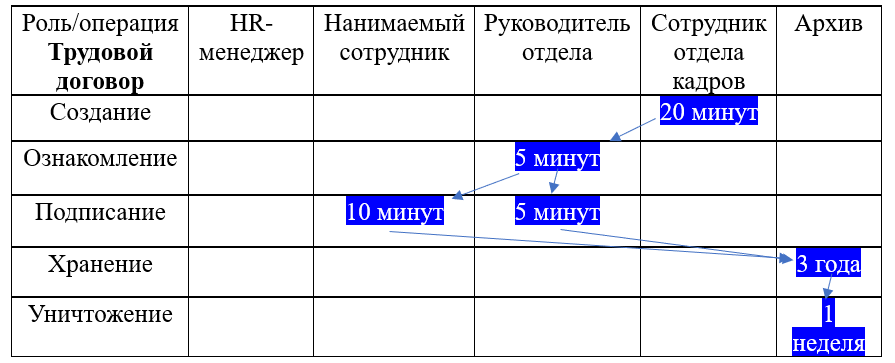 Роль/операция
Трудовой
договор
HR-
менеджер
Нанимаемый
сотрудник
Руководитель
отдела
Сотрудник
отдела
кадров
Архив
Создание
20 минут
Ознакомление
5 минут
Подписание
10 минут
5 минут
Хранение
3 года
Уничтожение
1
неделя